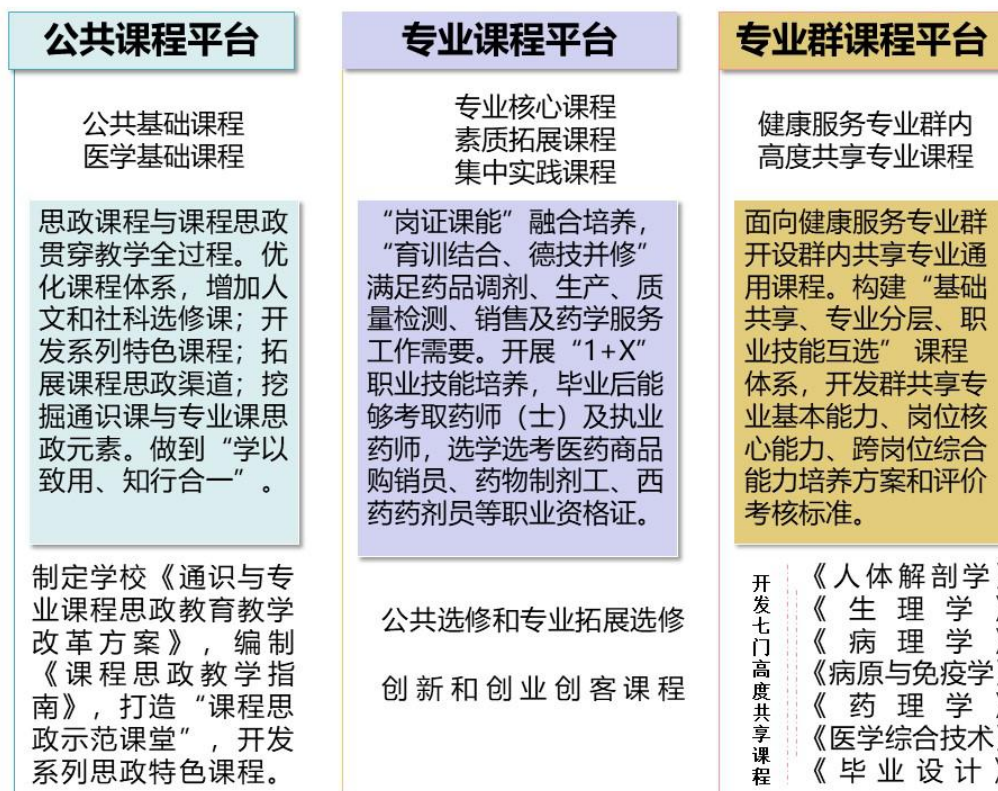 公共课程平台
公共基础课程
医学基础课程
思政课程与课程思政
贯穿教学全过程。优
化课程体系，增加人
文和社科选修课；开
发系列特色课程；拓
展课程思政渠道；挖
掘通识课与专业课思
政元素。做到“学以
致用、知行合一”。
制定学校《通识与专
业课程思政教育教学
改革方案》，编制
《课程思政教学指
南》，打造“课程思
政示范课堂”，开发
系列思政特色课程。
专业课程平台
专业核心课程
素质拓展课程
集中实践课程
“岗证课能”融合培养，
“育训结合、德技并修”
满足药品调剂、生产、质
量检测、销售及药学服务
工作需要。开展“1+X”
职业技能培养，毕业后能
够考取药师（士）及执业
药师，选学选考医药商品
购销员、药物制剂工、西
药药剂员等职业资格证。
公共选修和专业拓展选修
创新和创业创客课程
专业群课程平台
健康服务专业群内
高度共享专业课程
面向健康服务专业群
开设群内共享专业通
用课程。构建“基础
共享、专业分层、职
业技能互选” 课程
体系，开发群共享专
业基本能力、岗位核
心能力、跨岗位综合
能力培养方案和评价
考核标准。
开发七门高度共享课程
《人体解剖学》
《生理学》
《病理学》
《病原与免疫学》
《药理学》
《医学综合技术》
《毕业设计》